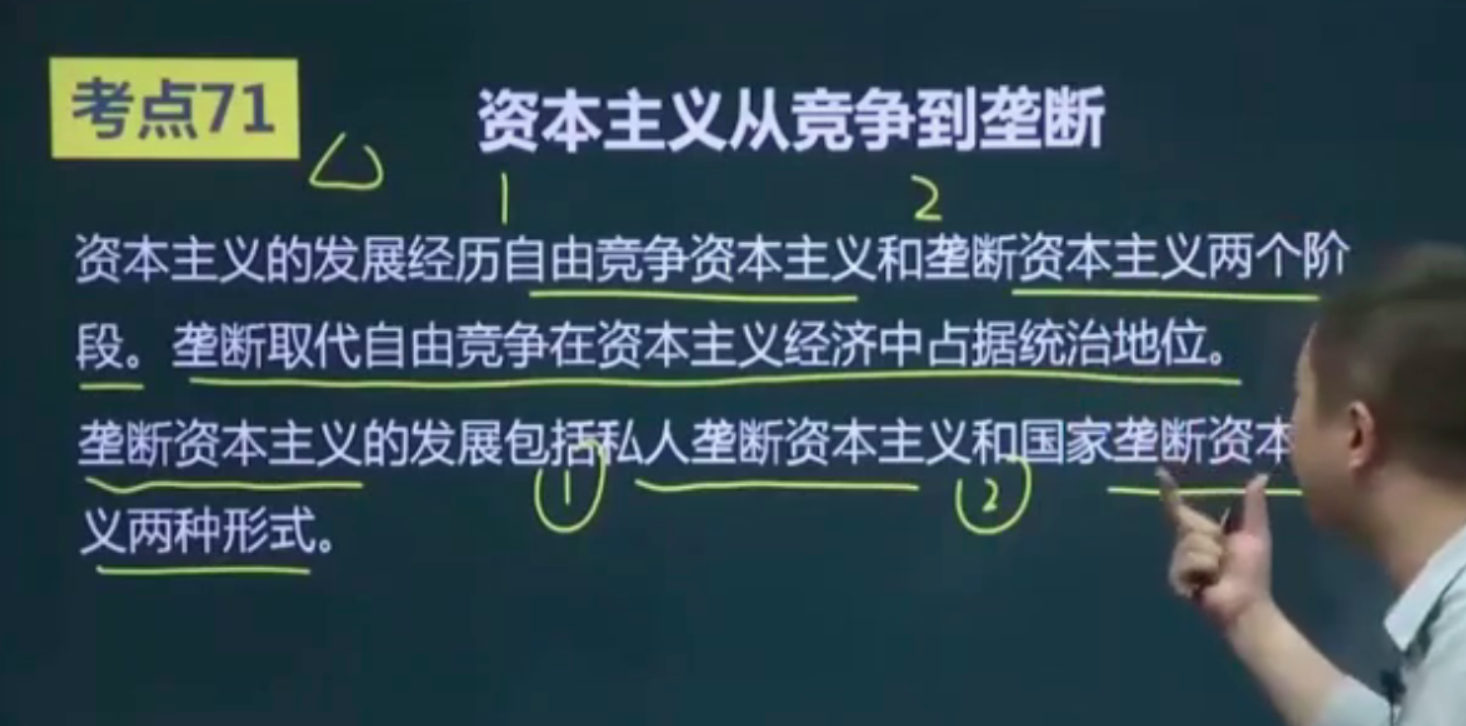 考点71
资本主义从竞争到垄断
1 2
资本主义的发展经历自由竞争资本主义和垄断资本主义两个阶
段。垄断取代自由竞争在资本主义经济中占据统治地位。
垄断资本主义的发展包括私人垄断资本主义和国家垄断资本
① ②
义两种形式。